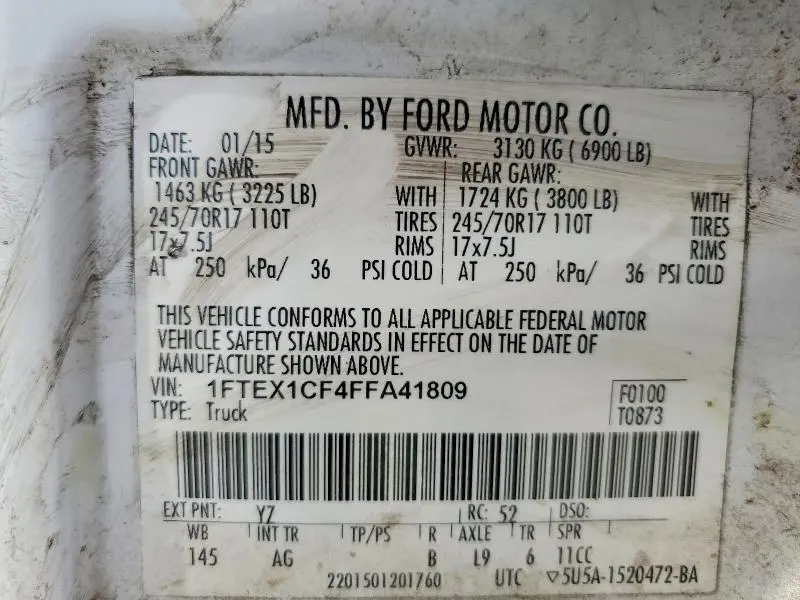 MFD. BY FORD MOTOR CO.
DATE: 01/15 GVWR: 3130 KG ( 6900 LB)
FRONT GAWR: REAR GAWR:
1463 KG ( 3225 LB) WITH 1724 KG ( 3800 LB) WITH
245/70R17 110T TIRES 245/70R17 110T TIRES
17x7.5J RIMS 17x7.5J RIMS
AT 250 kPa/ 36 PSI COLD AT 250 kPa/ 36 PSI COLD
THIS VEHICLE CONFORMS TO ALL APPLICABLE FEDERAL MOTOR
VEHICLE SAFETY STANDARDS IN EFFECT ON THE DATE OF
MANUFACTURE SHOWN ABOVE.
VIN: 1FTEX1CF4FFA41809 F0100
TYPE: Truck T0873
EXT PNT: YZ RC: 52 DSO:
WB INT TR TP/PS R AXLE TR SPR
145 AG B L9 6 11CC
2201501201760 UTC ▽5U5A-1520472-BA